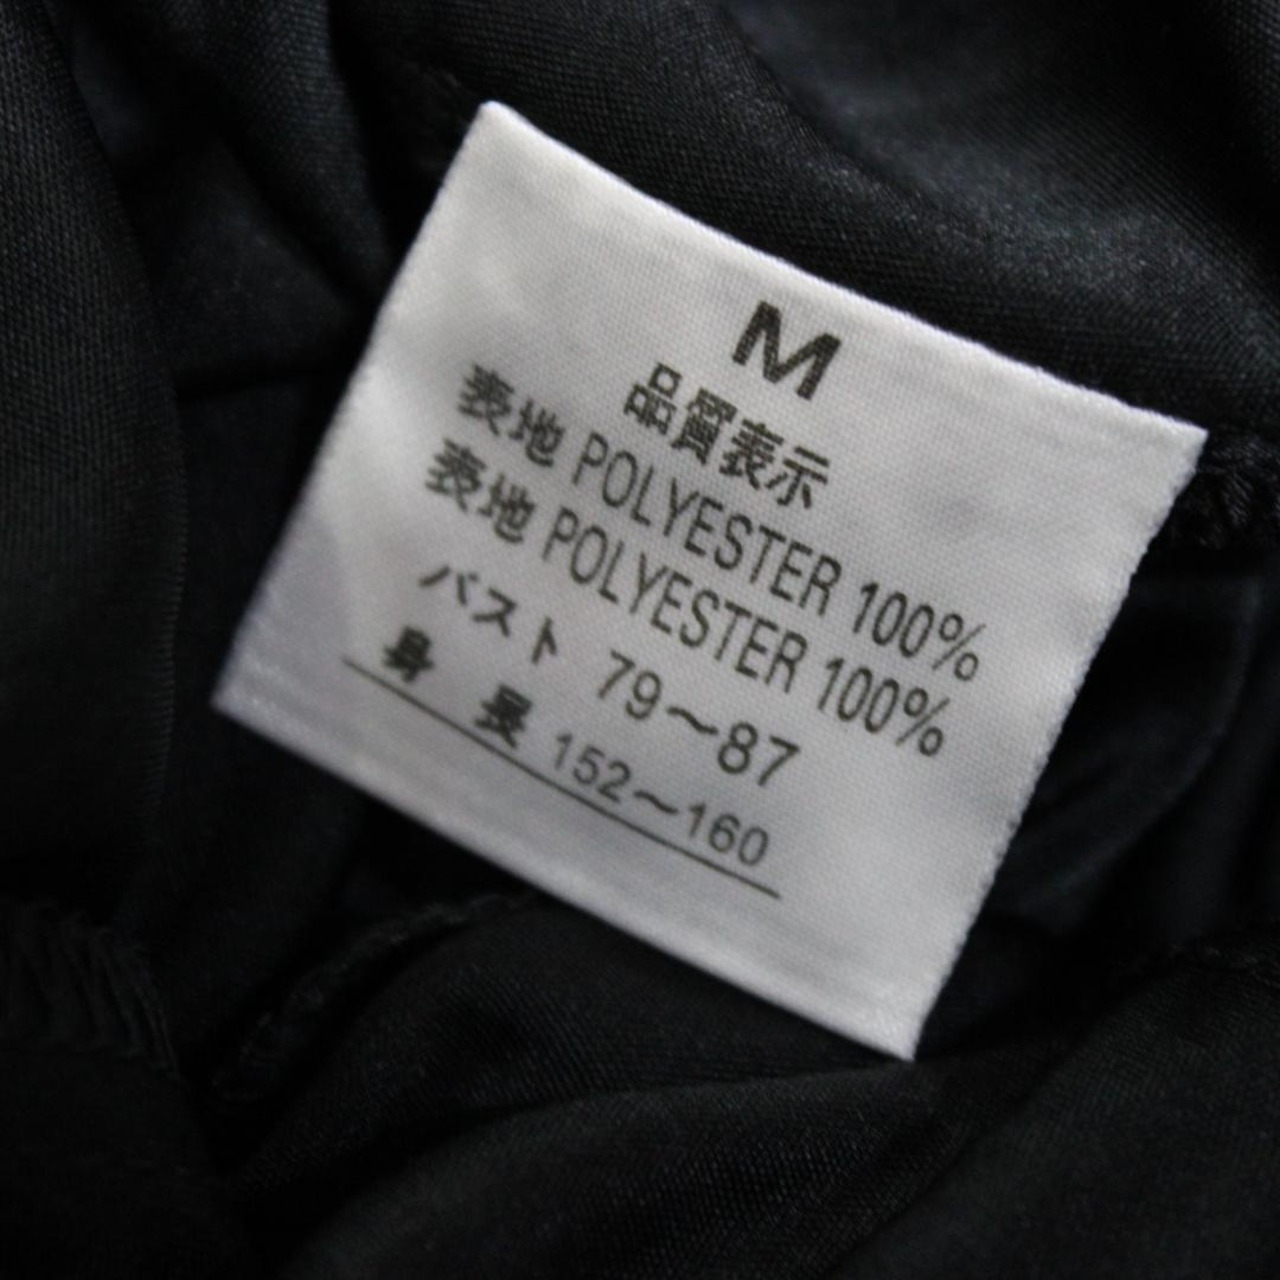 M
品質表示
表地 POLYESTER 100%
表地 POLYESTER 100%
バスト 79～87
身長 152～160